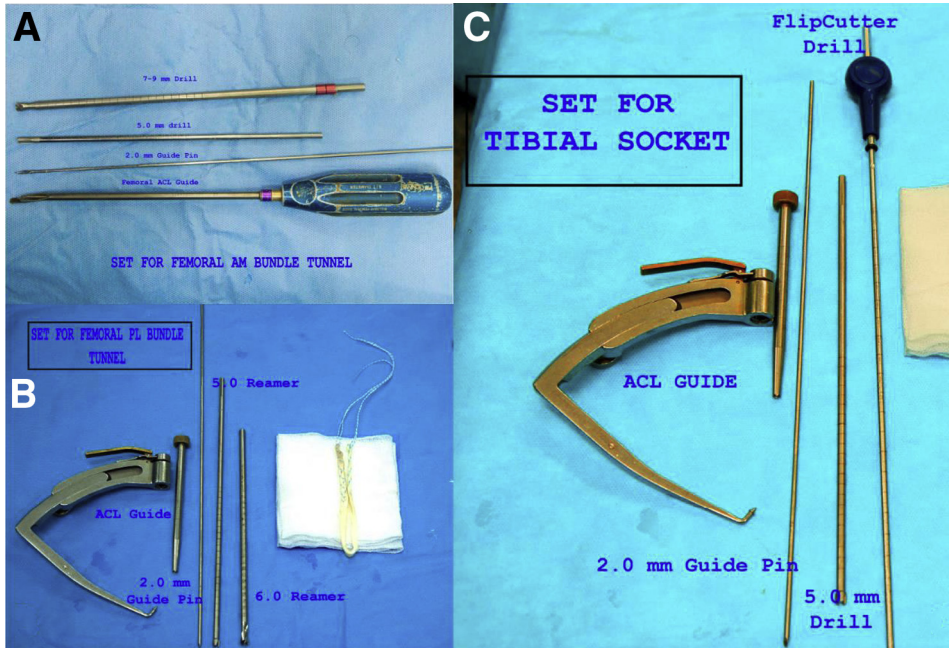 A
7-9 mm Drill
5.0 mm drill
2.0 mm Guide Pin
Femoral ACL Guide
SET FOR FEMORAL AM BUNDLE TUNNEL
B
SET FOR FEMORAL PL BUNDLE
TUNNEL
5.0 Reamer
ACL Guide
2.0 mm
Guide Pin
6.0 Reamer
C
FlipCutter
Drill
SET FOR
TIBIAL SOCKET
ACL GUIDE
2.0 mm Guide Pin
5.0 mm
Drill